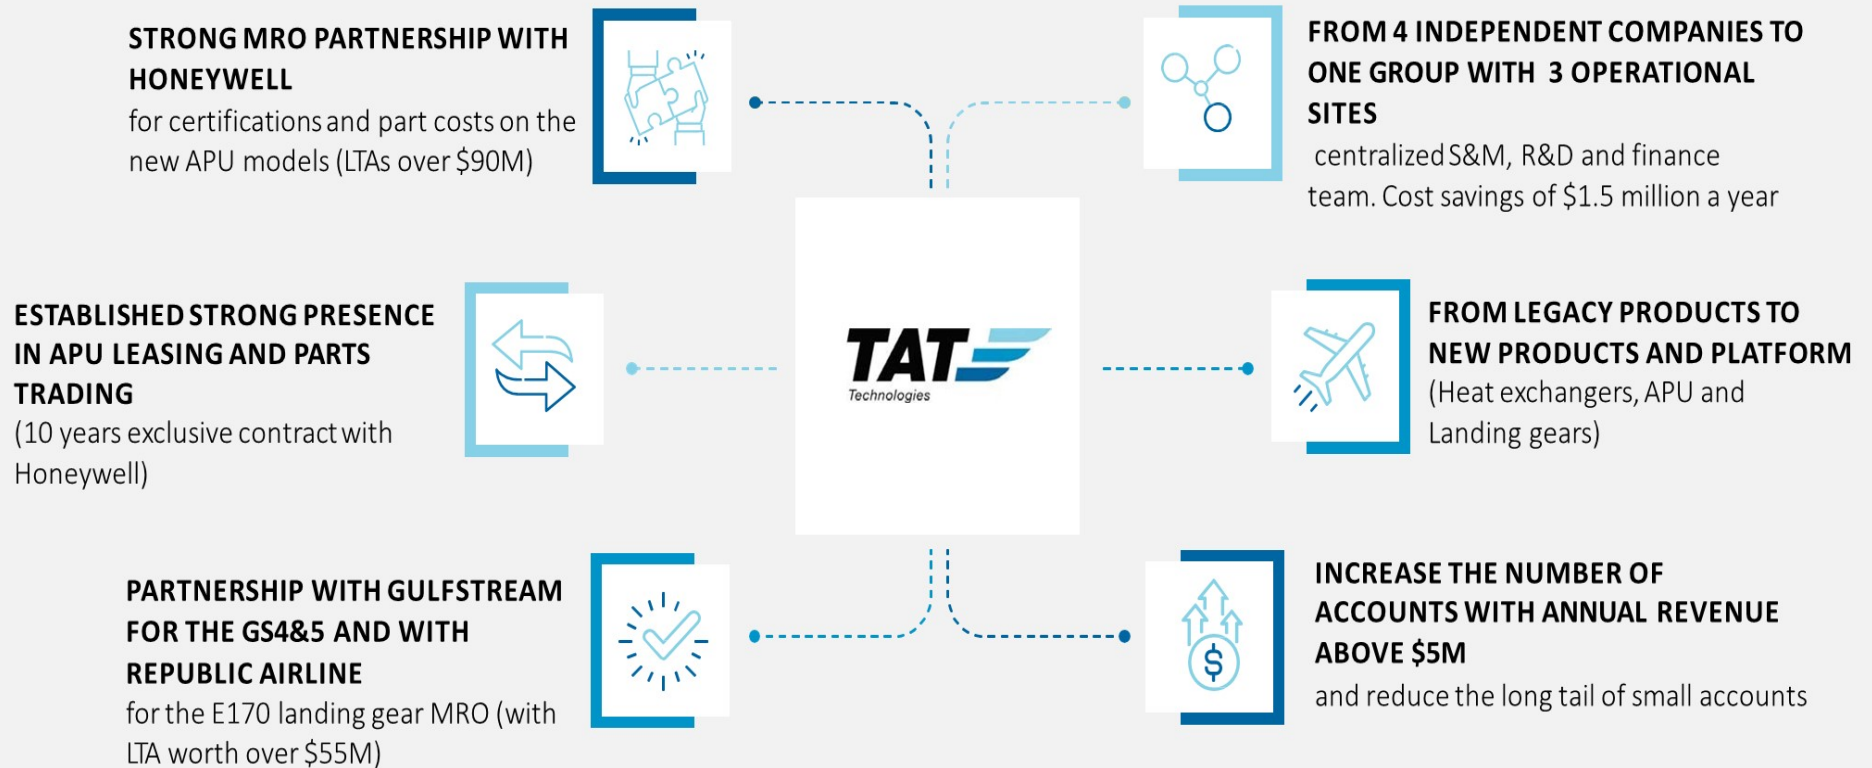 STRONG MRO PARTNERSHIP WITH
HONEYWELL
for certifications and part costs on the
new APU models (LTAs over $90M)
FROM 4 INDEPENDENT COMPANIES TO
ONE GROUP WITH 3 OPERATIONAL
SITES
centralized S&M, R&D and finance
team. Cost savings of $1.5 million a year
ESTABLISHED STRONG PRESENCE
IN APU LEASING AND PARTS
TRADING
(10 years exclusive contract with
Honeywell)
TAT
Technologies
FROM LEGACY PRODUCTS TO
NEW PRODUCTS AND PLATFORM
(Heat exchangers, APU and
Landing gears)
PARTNERSHIP WITH GULFSTREAM
FOR THE GS4&5 AND WITH
REPUBLIC AIRLINE
for the E170 landing gear MRO (with
LTA worth over $55M)
$
INCREASE THE NUMBER OF
ACCOUNTS WITH ANNUAL REVENUE
ABOVE $5M
and reduce the long tail of small accounts